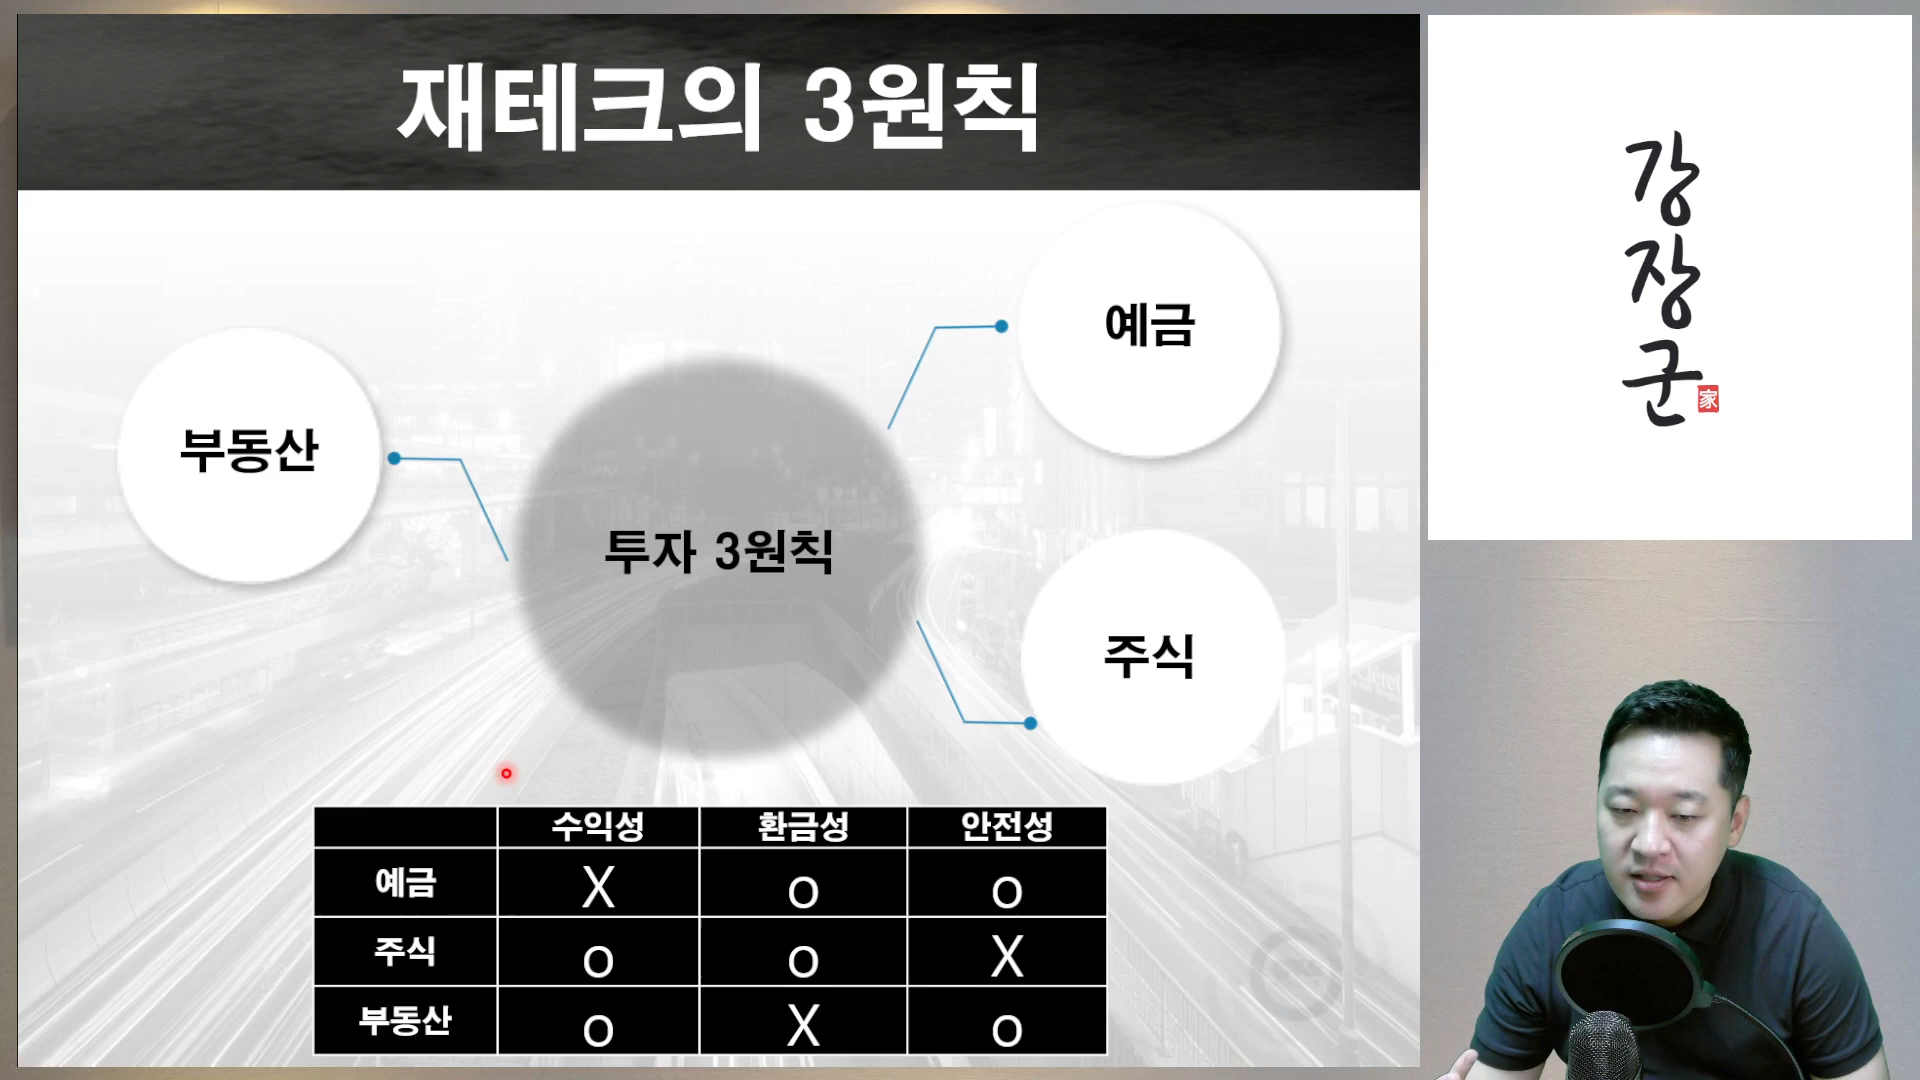 재테크의 3원칙
부동산
예금
투자 3원칙
주식
수익성 환금성 안전성
예금 X o o
주식 o o X
부동산 o X o
강
장
군
家